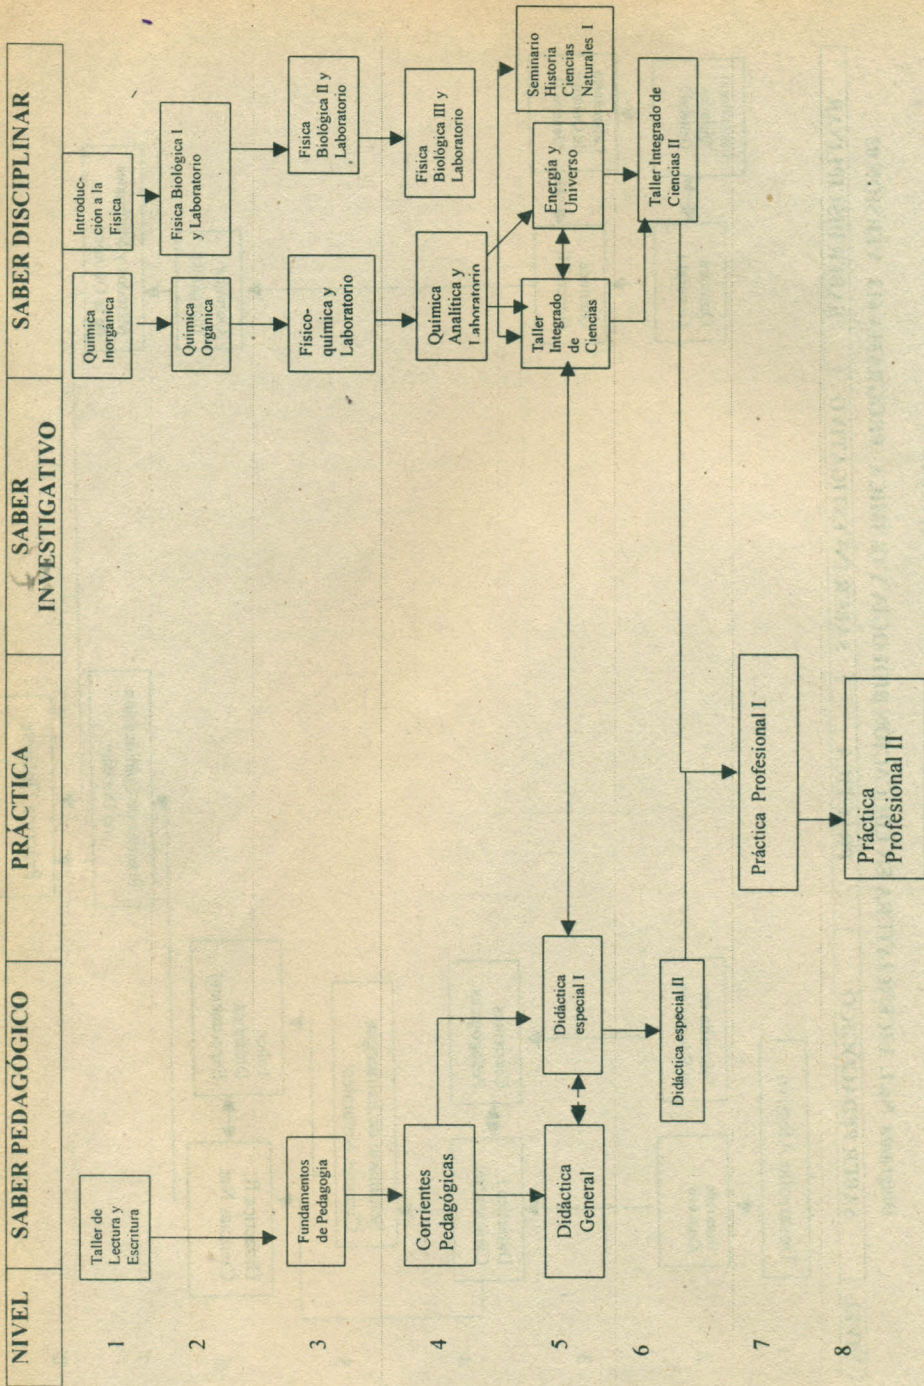 NIVEL
SABER PEDAGÓGICO
PRÁCTICA
SABER
INVESTIGATIVO
SABER DISCIPLINAR
1
Taller de
Lectura y
Escritura
Química
Inorgánica
Introduc-
ción a la
Física
2
Química
Orgánica
Física Biológica I
y Laboratorio
3
Fundamentos
de Pedagogía
Físico-
química y
Laboratorio
Física
Biológica II y
Laboratorio
4
Corrientes
Pedagógicas
Química
Analítica y
Laboratorio
Física
Biológica III y
Laboratorio
5
Didáctica
General
Didáctica
especial I
Taller
Integrado
de
Ciencias
Energía y
Universo
Seminario
Historia
Ciencias
Naturales I
6
Didáctica especial II
Taller Integrado de
Ciencias II
7
Práctica Profesional I
8
Práctica
Profesional II